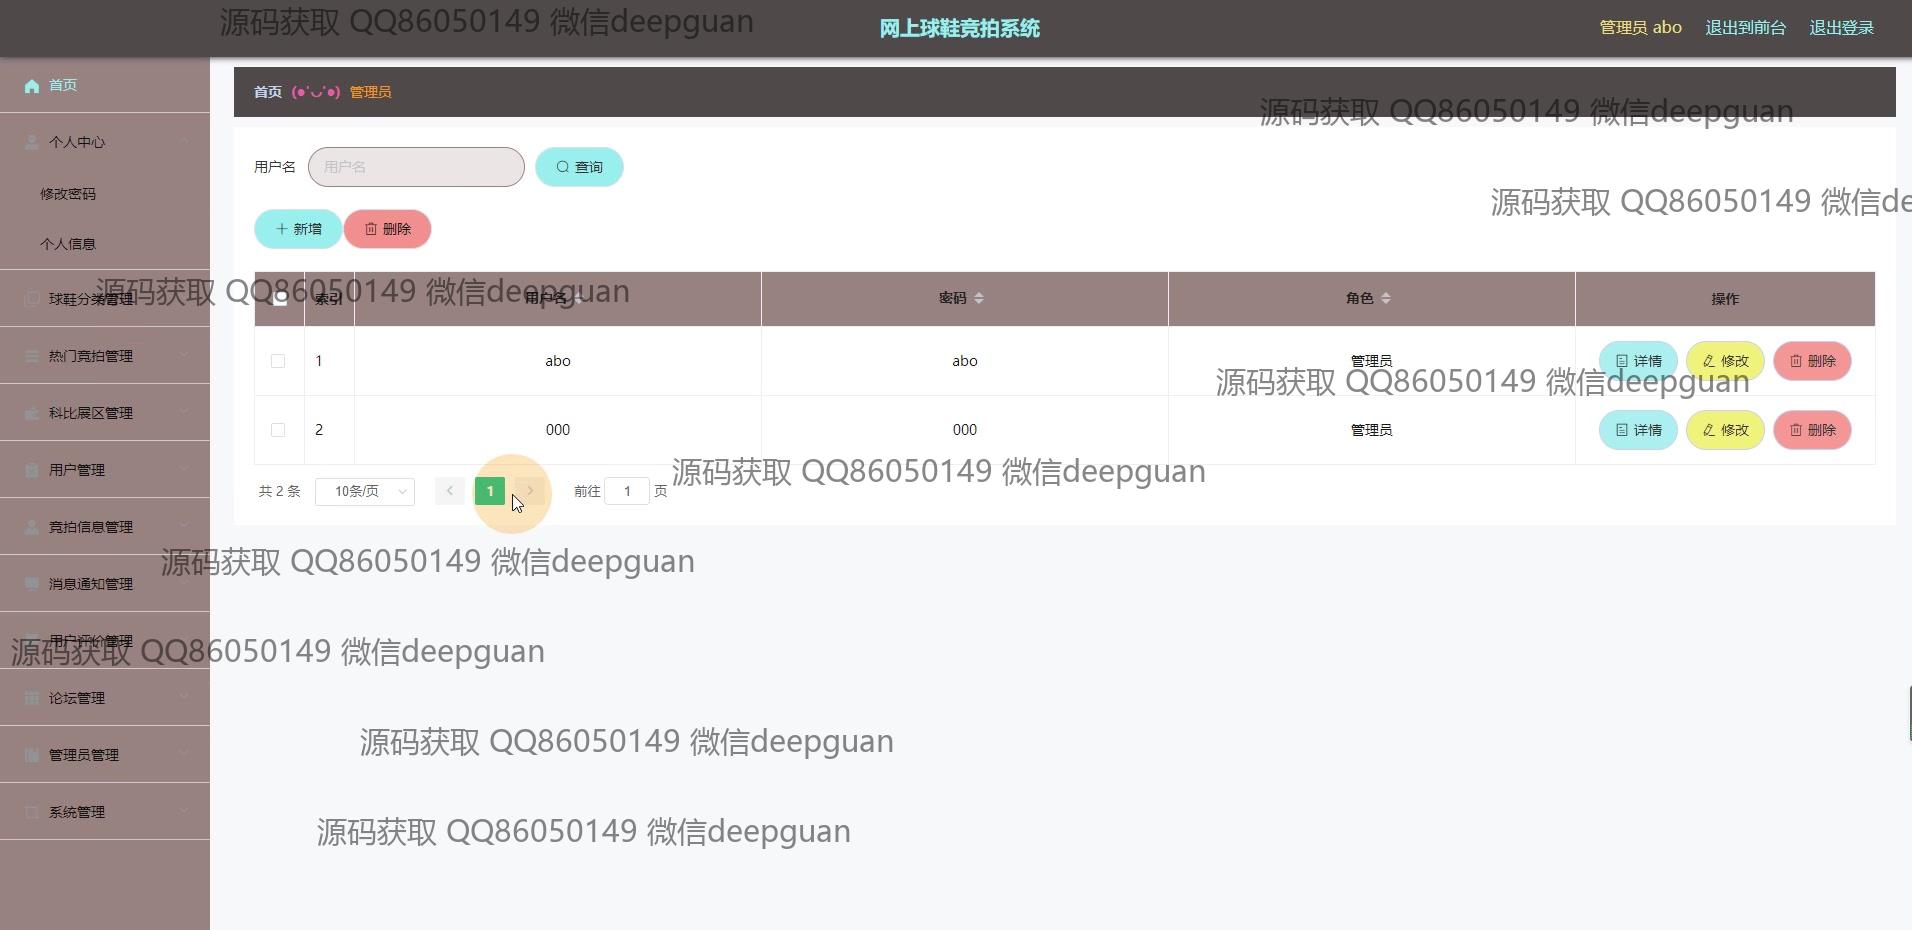 源码获取 QQ86050149 微信deepguan
网上球鞋竞拍系统
管理员 abo 退出到前台 退出登录
首页
个人中心
修改密码
个人信息
球鞋分类管理
热门竞拍管理
科比展区管理
用户管理
竞拍信息管理
消息通知管理
用户评价管理
论坛管理
管理员管理
系统管理
首页 (●'◡'●) 管理员
源码获取 QQ86050149 微信deepguan
用户名 用户名 查询
源码获取 QQ86050149 微信de
新增 删除
源码获取 QQ86050149 微信deepguan
索引 用户名 密码 角色 操作
1 abo abo 管理员 详情 修改 删除
源码获取 QQ86050149 微信deepguan
2 000 000 管理员 详情 修改 删除
源码获取 QQ86050149 微信deepguan
共 2 条 10条/页 1 前往 1 页
源码获取 QQ86050149 微信deepguan
源码获取 QQ86050149 微信deepguan
源码获取 QQ86050149 微信deepguan
源码获取 QQ86050149 微信deepguan